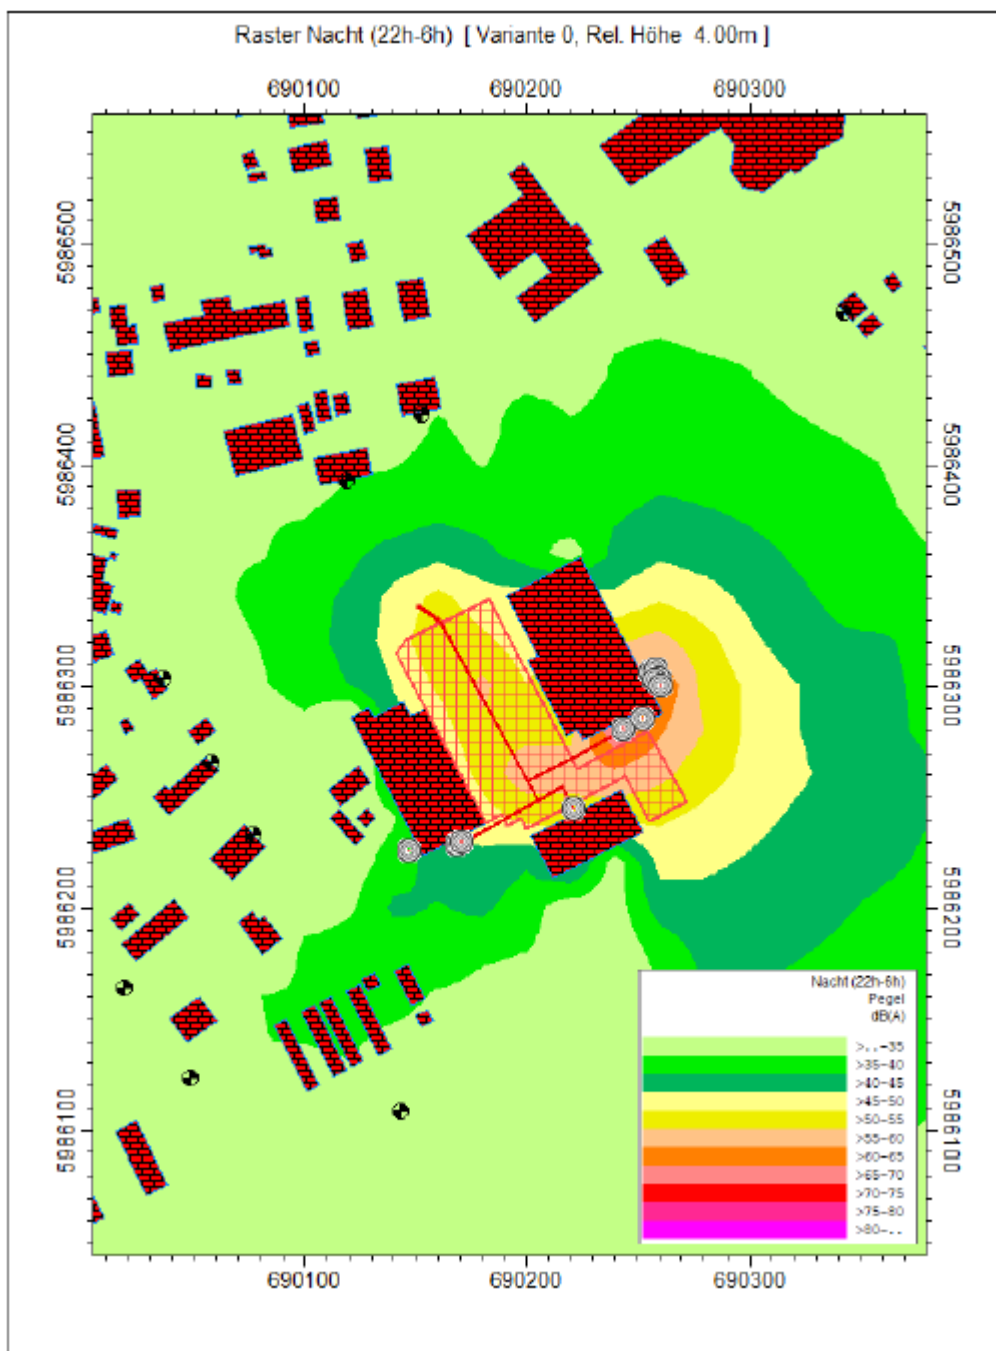 Raster Nacht (22h-6h) [ Variante 0, Rel. Höhe 4.00m ]
690100 690200 690300
5986500 5986500
5986400 5986400
5986300 5986300
5986200 5986200
5986100 5986100
Nacht (22h-6h)
Pegel
dB(A)
>..-35
>35-40
>40-45
>45-50
>50-55
>55-60
>60-65
>65-70
>70-75
>75-80
>80-..
690100 690200 690300